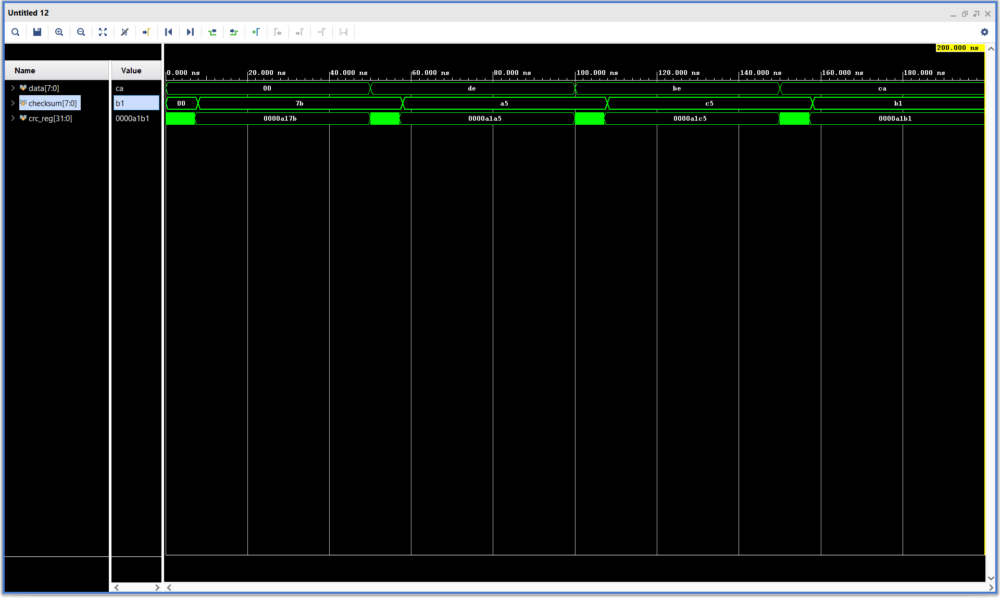 Untitled 12
200.000 ns
Name Value
0.000 ns 20.000 ns 40.000 ns 60.000 ns 80.000 ns 100.000 ns 120.000 ns 140.000 ns 160.000 ns 180.000 ns
data[7:0] ca 00 de be ca
checksum[7:0] b1 00 7b a5 c5 b1
crc_reg[31:0] 0000a1b1 0000a17b 0000a1a5 0000a1c5 0000a1b1